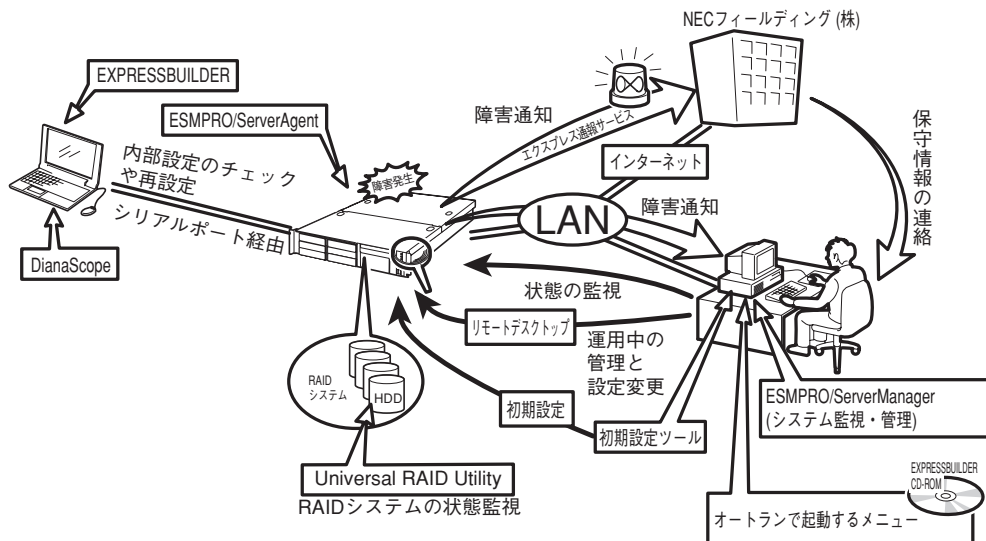 NECフィールディング (株)
EXPRESSBUILDER
ESMPRO/ServerAgent
障害通知
エクスプレス通報サービス
保守情報の連絡
内部設定のチェック
や再設定
障害発生
インターネット
シリアルポート経由
LAN
障害通知
DianaScope
状態の監視
リモートデスクトップ
運用中の
管理と
設定変更
RAID
システム
HDD
初期設定
初期設定ツール
ESMPRO/ServerManager
(システム監視・管理)
Universal RAID Utility
RAIDシステムの状態監視
EXPRESSBUILDER
CD-ROM
オートランで起動するメニュー